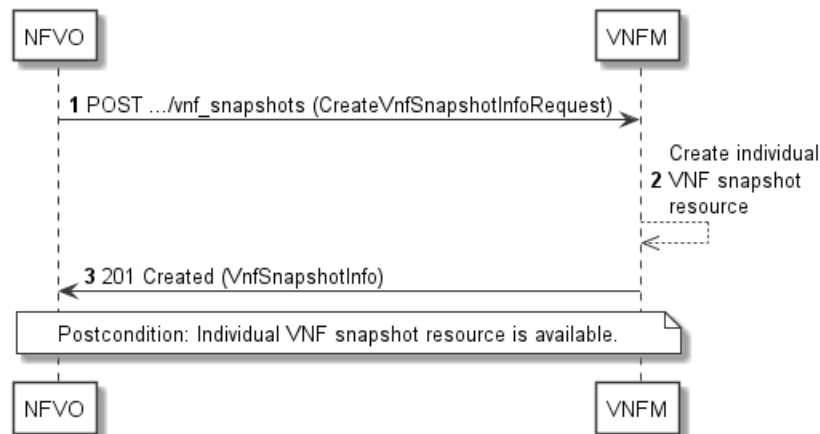 NFVO
VNFM
1 POST .../vnf_snapshots (CreateVnfSnapshotInfoRequest)
Create individual
2 VNF snapshot
resource
3 201 Created (VnfSnapshotInfo)
Postcondition: Individual VNF snapshot resource is available.
NFVO
VNFM